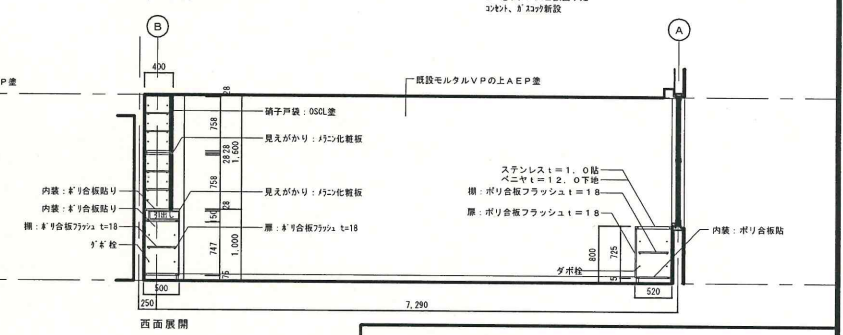 コンセント、ガスコック新設
B
A
P塗
400
既設モルタルVPの上AEP塗
28
硝子戸袋：OSCL塗
758
見えがかり：メラニン化粧板
28 28
1,600
ステンレスt=1．0貼
ベニヤt=12．0下地
758
内装：ポリ合板貼り
見えがかり：メラニン化粧板
棚：ポリ合板フラッシュt=18
28
内装：ポリ合板貼り
引出し
150
扉：ポリ合板フラッシュt=18
棚：ポリ合板フラッシュ t=18
扉：ポリ合板フラッシュ t=18
内装：ポリ合板貼
747
1,000
800
725
ダボ栓
ダボ栓
75
500
520
250
7,290
西面展開